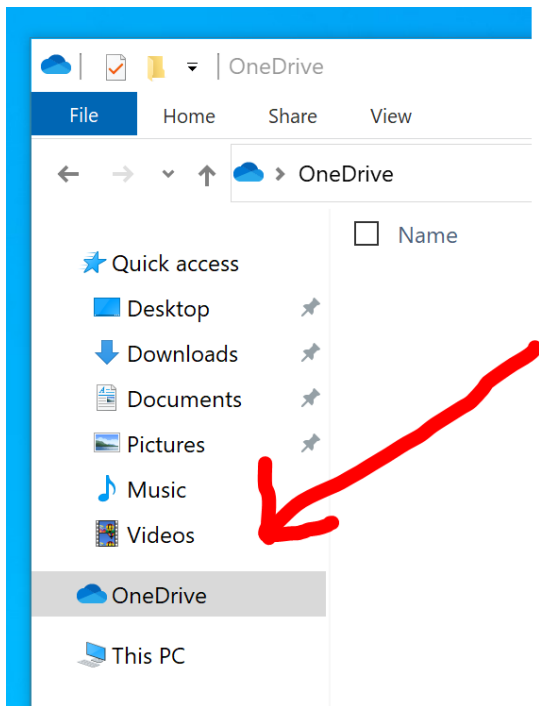 OneDrive
File Home Share View
OneDrive
Name
Quick access
Desktop
Downloads
Documents
Pictures
Music
Videos
OneDrive
This PC